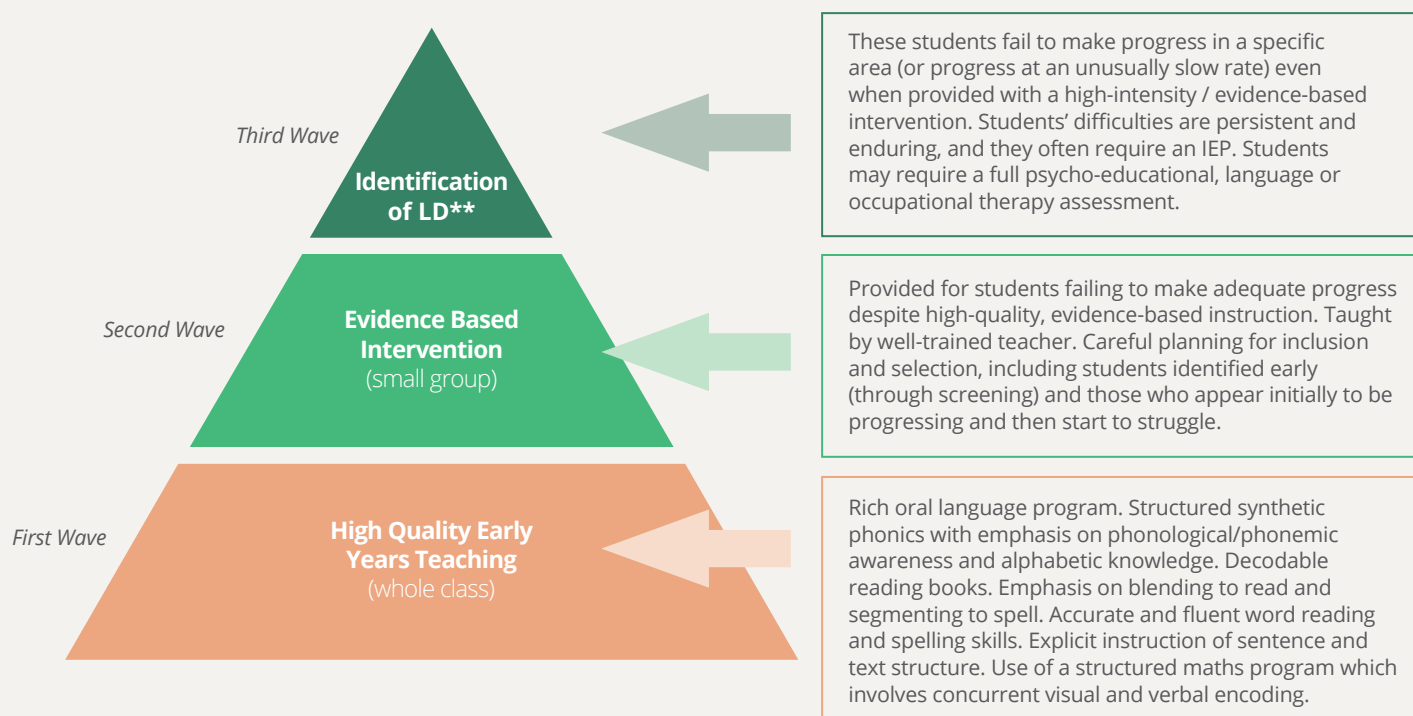 Third Wave
Identification
of LD**
These students fail to make progress in a specific
area (or progress at an unusually slow rate) even
when provided with a high-intensity / evidence-based
intervention. Students’ difficulties are persistent and
enduring, and they often require an IEP. Students
may require a full psycho-educational, language or
occupational therapy assessment.
Second Wave
Evidence Based
Intervention
(small group)
Provided for students failing to make adequate progress
despite high-quality, evidence-based instruction. Taught
by well-trained teacher. Careful planning for inclusion
and selection, including students identified early
(through screening) and those who appear initially to be
progressing and then start to struggle.
First Wave
High Quality Early
Years Teaching
(whole class)
Rich oral language program. Structured synthetic
phonics with emphasis on phonological/phonemic
awareness and alphabetic knowledge. Decodable
reading books. Emphasis on blending to read and
segmenting to spell. Accurate and fluent word reading
and spelling skills. Explicit instruction of sentence and
text structure. Use of a structured maths program which
involves concurrent visual and verbal encoding.